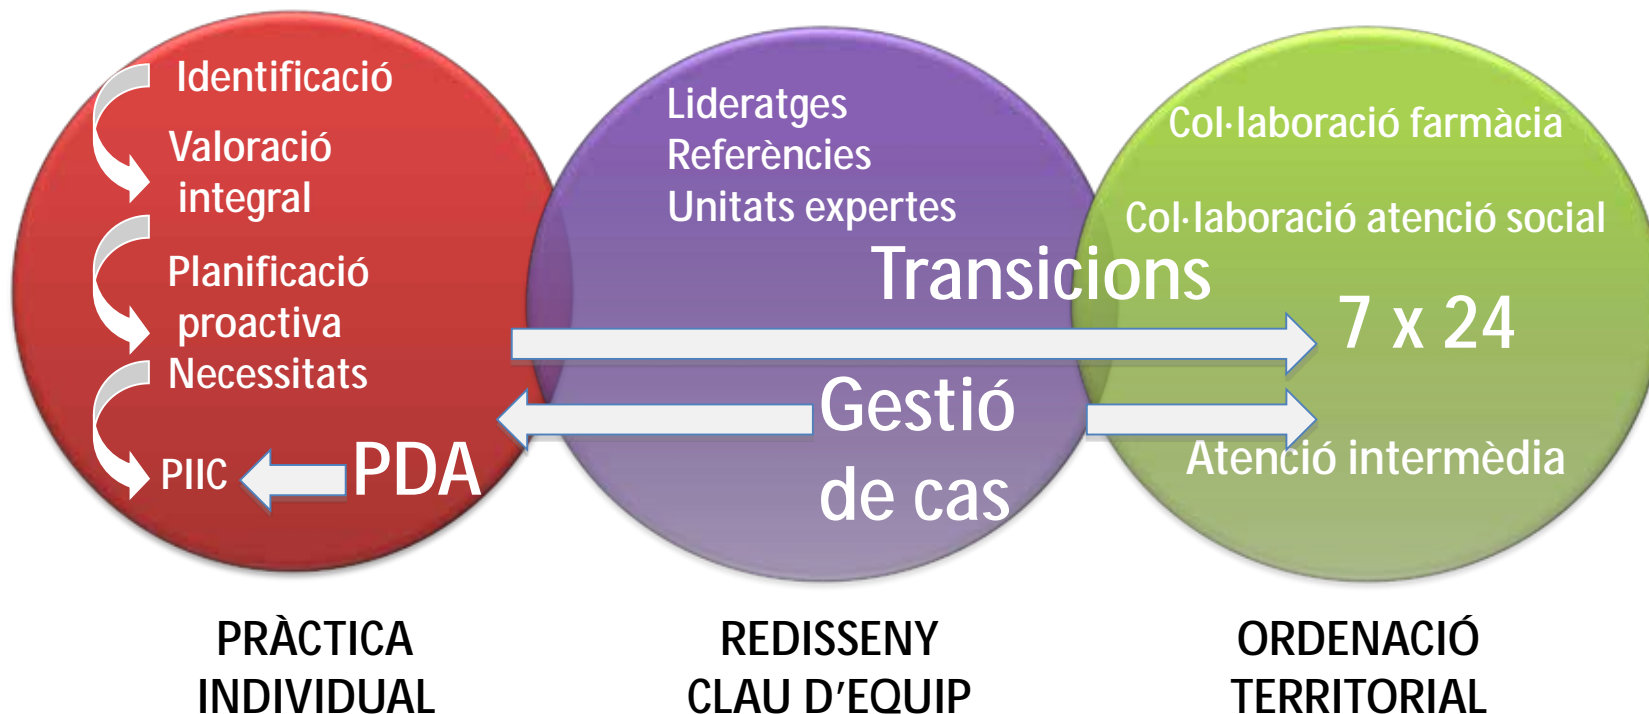 Identificació
Valoració
integral
Planificació
proactiva
Necessitats
PIIC
PDA
Lideratges
Referències
Unitats expertes
Transicions
Gestió
de cas
Col·laboració farmàcia
Col·laboració atenció social
7 x 24
Atenció intermèdia
PRÀCTICA
INDIVIDUAL
REDISSENY
CLAU D'EQUIP
ORDENACIÓ
TERRITORIAL